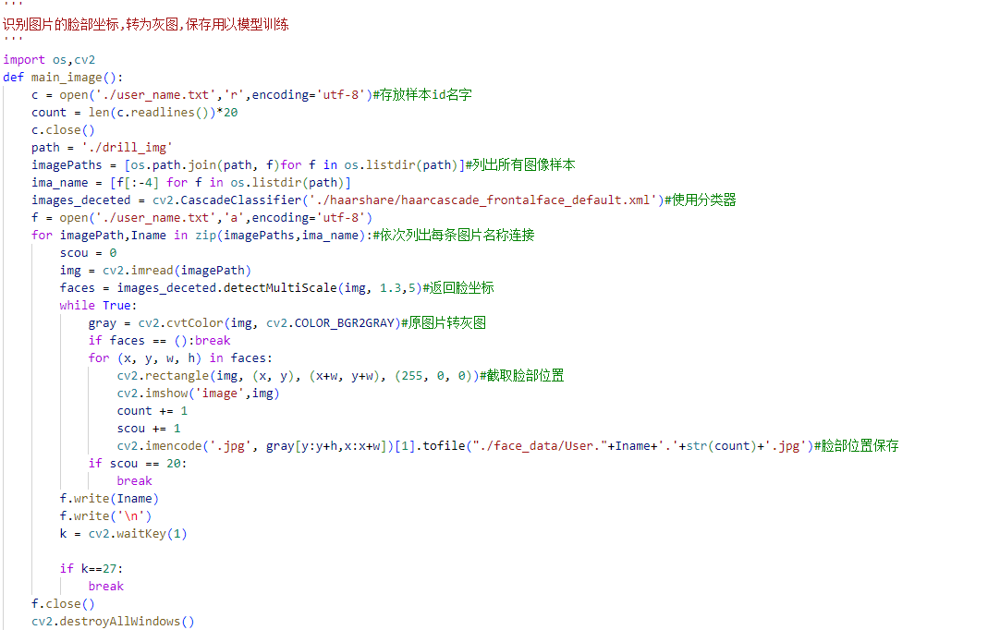 '''
识别图片的脸部坐标,转为灰图,保存用以模型训练
'''
import os,cv2
def main_image():
    c = open('./user_name.txt','r',encoding='utf-8')#存放样本id名字
    count = len(c.readlines())*20
    c.close()
    path = './drill_img'
    imagePaths = [os.path.join(path, f)for f in os.listdir(path)]#列出所有图像样本
    ima_name = [f[:-4] for f in os.listdir(path)]
    images_deceted = cv2.CascadeClassifier('./haarshare/haarcascade_frontalface_default.xml')#使用分类器
    f = open('./user_name.txt','a',encoding='utf-8')
    for imagePath,Iname in zip(imagePaths,ima_name):#依次列出每条图片名称连接
        scou = 0
        img = cv2.imread(imagePath)
        faces = images_deceted.detectMultiScale(img, 1.3,5)#返回脸坐标
        while True:
            gray = cv2.cvtColor(img, cv2.COLOR_BGR2GRAY)#原图片转灰图
            if faces == ():break
            for (x, y, w, h) in faces:
                cv2.rectangle(img, (x, y), (x+w, y+w), (255, 0, 0))#截取脸部位置
                cv2.imshow('image',img)
                count += 1
                scou += 1
                cv2.imencode('.jpg', gray[y:y+h,x:x+w])[1].tofile("./face_data/User."+Iname+'.'+str(count)+'.jpg')#脸部位置保存
            if scou == 20:
                break
        f.write(Iname)
        f.write('\n')
        k = cv2.waitKey(1)
        if k==27:
            break
    f.close()
    cv2.destroyAllWindows()